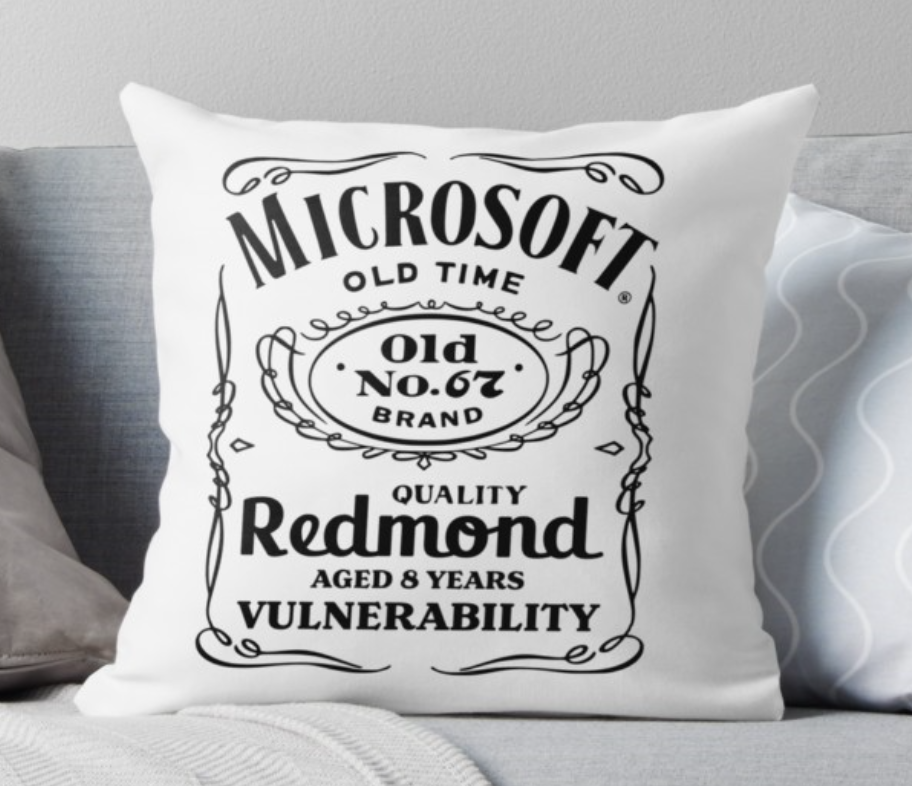 MICROSOFT
OLD TIME
®
Old
No.67
BRAND
QUALITY
Redmond
AGED 8 YEARS
VULNERABILITY